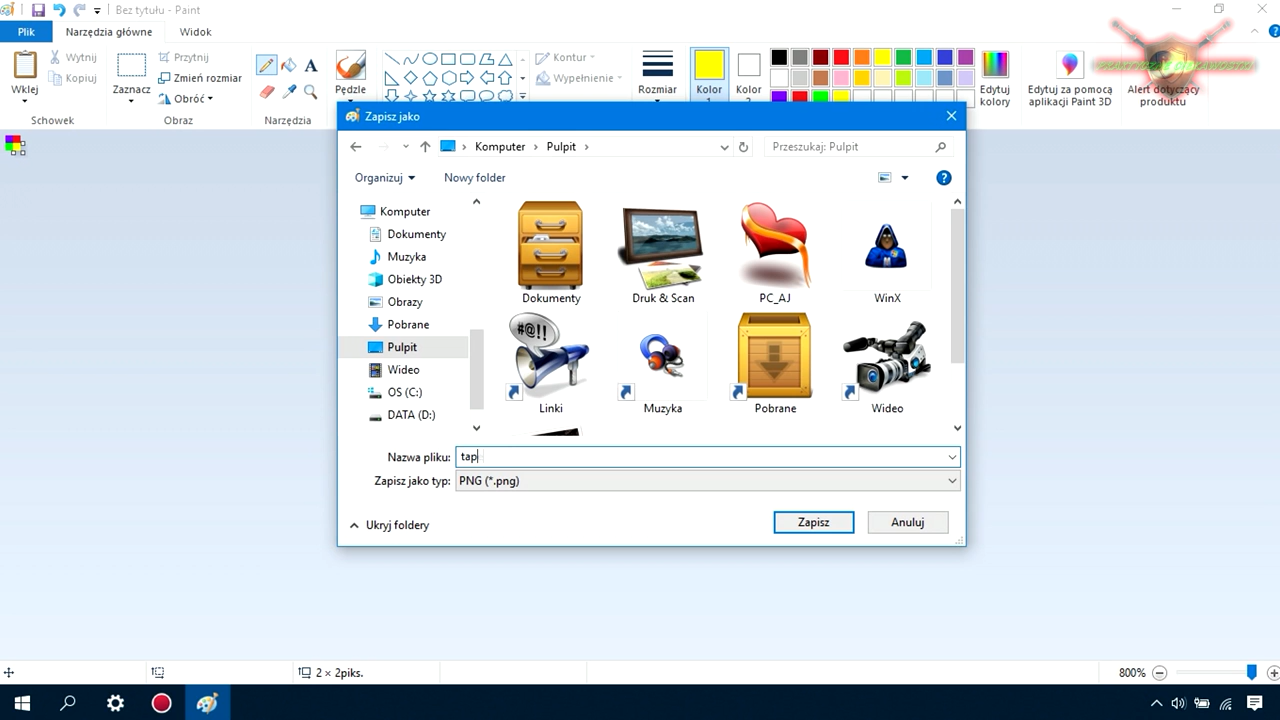 Bez tytułu - Paint
Plik
Narzędzia główne
Widok
Wklej
Wytnij
Kopiuj
Schowek
Zaznacz
Przytnij
Zmień rozmiar
Obróć
Obraz
Narzędzia
Pędzle
Kontur
Wypełnienie
Rozmiar
Kolor
1
Kolor
2
Edytuj
kolory
Edytuj za pomocą
aplikacji Paint 3D
Alert dotyczący
produktu
Zapisz jako
Komputer
Pulpit
Przeszukaj: Pulpit
Organizuj
Nowy folder
Komputer
Dokumenty
Muzyka
Obiekty 3D
Obrazy
Pobrane
Pulpit
Wideo
OS (C:)
DATA (D:)
Dokumenty
Druk & Scan
PC_AJ
WinX
#@!!
Linki
Muzyka
Pobrane
Wideo
Nazwa pliku:
tap
Zapisz jako typ:
PNG (*.png)
Ukryj foldery
Zapisz
Anuluj
2 × 2piks.
800%